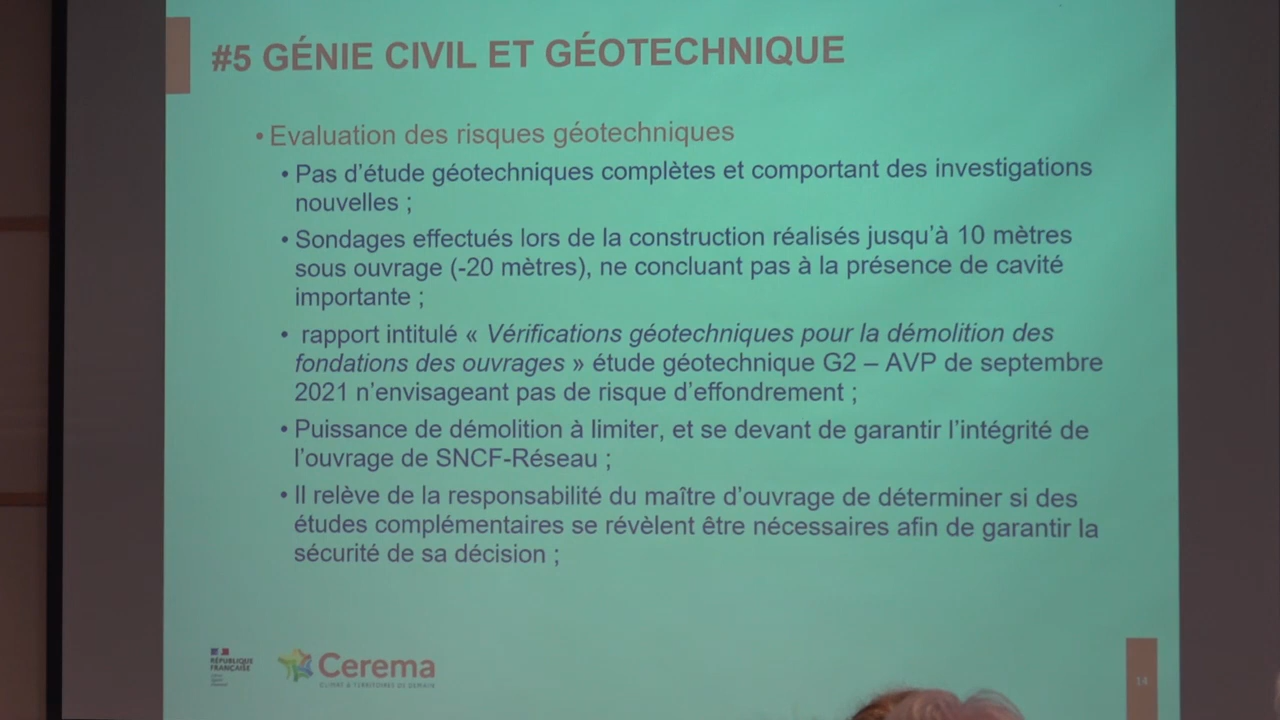 #5 GÉNIE CIVIL ET GÉOTECHNIQUE
• Evaluation des risques géotechniques
• Pas d'étude géotechniques complètes et comportant des investigations
nouvelles ;
• Sondages effectués lors de la construction réalisés jusqu'à 10 mètres
sous ouvrage (-20 mètres), ne concluant pas à la présence de cavité
importante ;
• rapport intitulé « Vérifications géotechniques pour la démolition des
fondations des ouvrages » étude géotechnique G2 – AVP de septembre
2021 n'envisageant pas de risque d'effondrement ;
• Puissance de démolition à limiter, et se devant de garantir l'intégrité de
l'ouvrage de SNCF-Réseau ;
• Il relève de la responsabilité du maître d'ouvrage de déterminer si des
études complémentaires se révèlent être nécessaires afin de garantir la
sécurité de sa décision ;
RÉPUBLIQUE
FRANÇAISE
Cerema
CLIMAT & TERRITOIRES DE DEMAIN
14